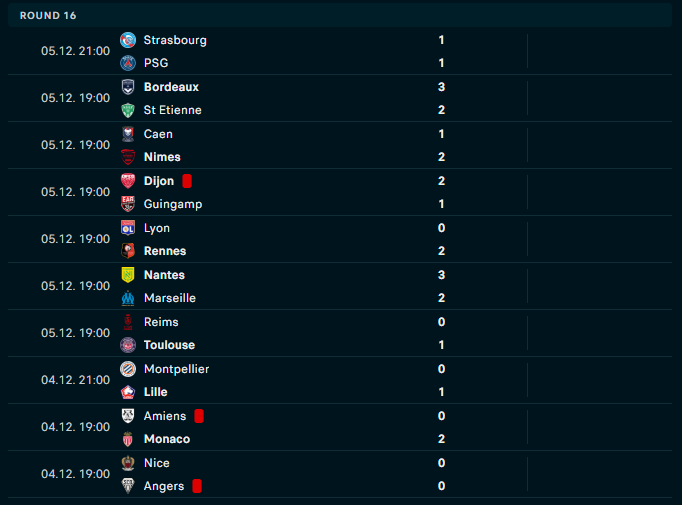 ROUND 16
05.12. 21:00
Strasbourg 1
PSG 1
05.12. 19:00
Bordeaux 3
St Etienne 2
05.12. 19:00
Caen 1
Nimes 2
05.12. 19:00
Dijon 2
Guingamp 1
05.12. 19:00
Lyon 0
Rennes 2
05.12. 19:00
Nantes 3
Marseille 2
05.12. 19:00
Reims 0
Toulouse 1
04.12. 21:00
Montpellier 0
Lille 1
04.12. 19:00
Amiens 0
Monaco 2
04.12. 19:00
Nice 0
Angers 0